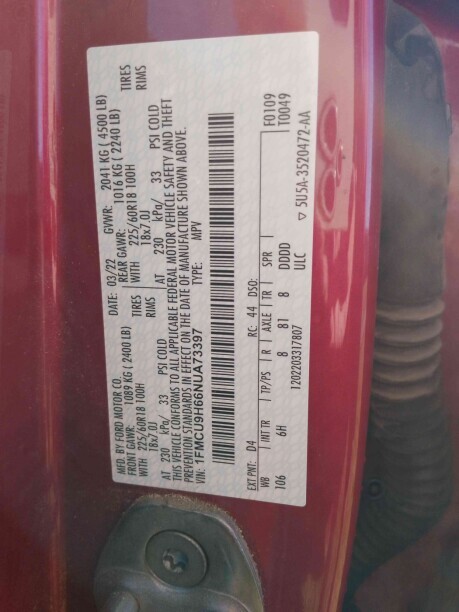 MFD. BY FORD MOTOR CO.
DATE: 03/22
GVWR: 2041 KG ( 4500 LB)
FRONT GAWR: 1089 KG ( 2400 LB)
REAR GAWR: 1016 KG ( 2240 LB)
WITH 225/60R18 100H TIRES
WITH 225/60R18 100H TIRES
18x7.0J RIMS
18x7.0J RIMS
AT 230 kPa/ 33 PSI COLD
AT 230 kPa/ 33 PSI COLD
THIS VEHICLE CONFORMS TO ALL APPLICABLE FEDERAL MOTOR VEHICLE SAFETY AND THEFT
PREVENTION STANDARDS IN EFFECT ON THE DATE OF MANUFACTURE SHOWN ABOVE.
VIN: 1FMCU9H66NUA73397
TYPE: MPV
F0109
T0049
EXT PNT: D4 RC: 44 DSO:
WB INT TR TP/PS R AXLE TR SPR
106 6H 8 81 8 DDDD
ULC
1202203317807
▽ 5U5A-3520472-AA